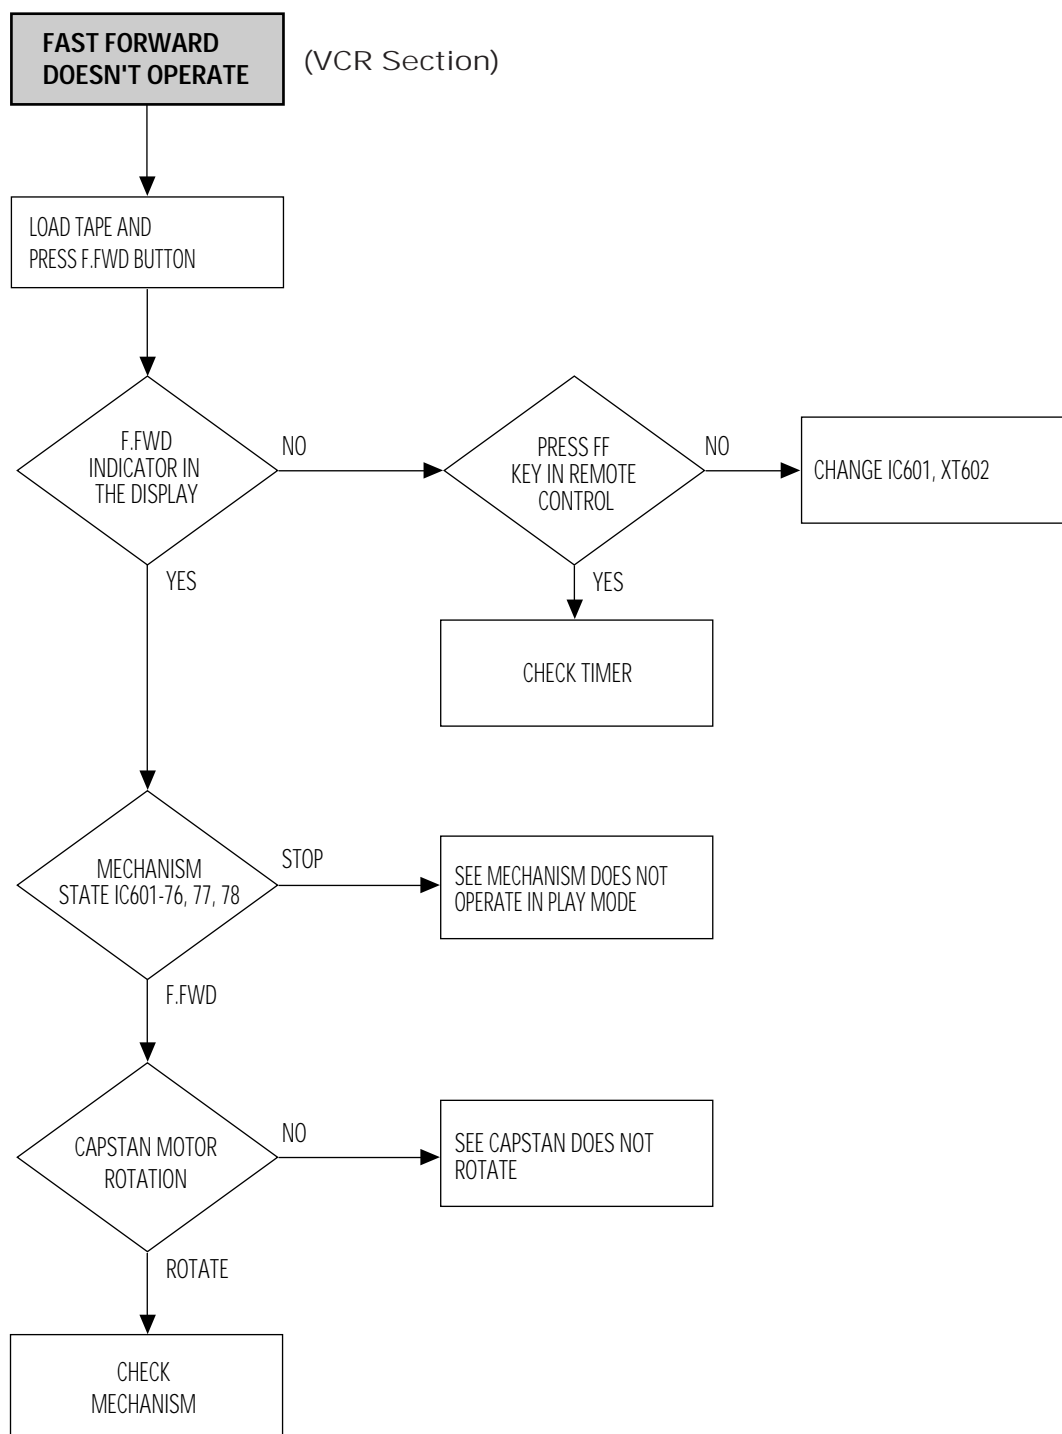 FAST FORWARD
DOESN'T OPERATE
(VCR Section)
LOAD TAPE AND
PRESS F.FWD BUTTON
F.FWD
INDICATOR IN
THE DISPLAY
NO
PRESS FF
KEY IN REMOTE
CONTROL
NO
CHANGE IC601, XT602
YES
YES
CHECK TIMER
MECHANISM
STATE IC601-76, 77, 78
STOP
SEE MECHANISM DOES NOT
OPERATE IN PLAY MODE
F.FWD
CAPSTAN MOTOR
ROTATION
NO
SEE CAPSTAN DOES NOT
ROTATE
ROTATE
CHECK
MECHANISM